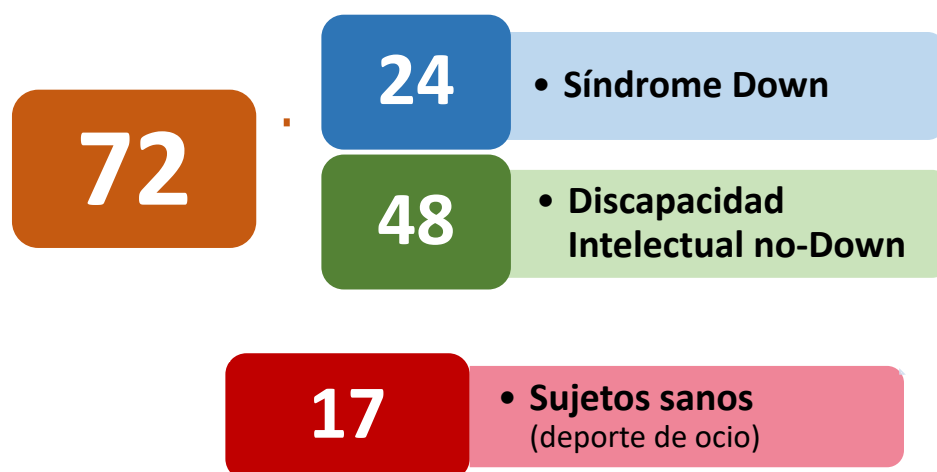 72
24
• Síndrome Down
48
• Discapacidad
Intelectual no-Down
17
• Sujetos sanos
(deporte de ocio)